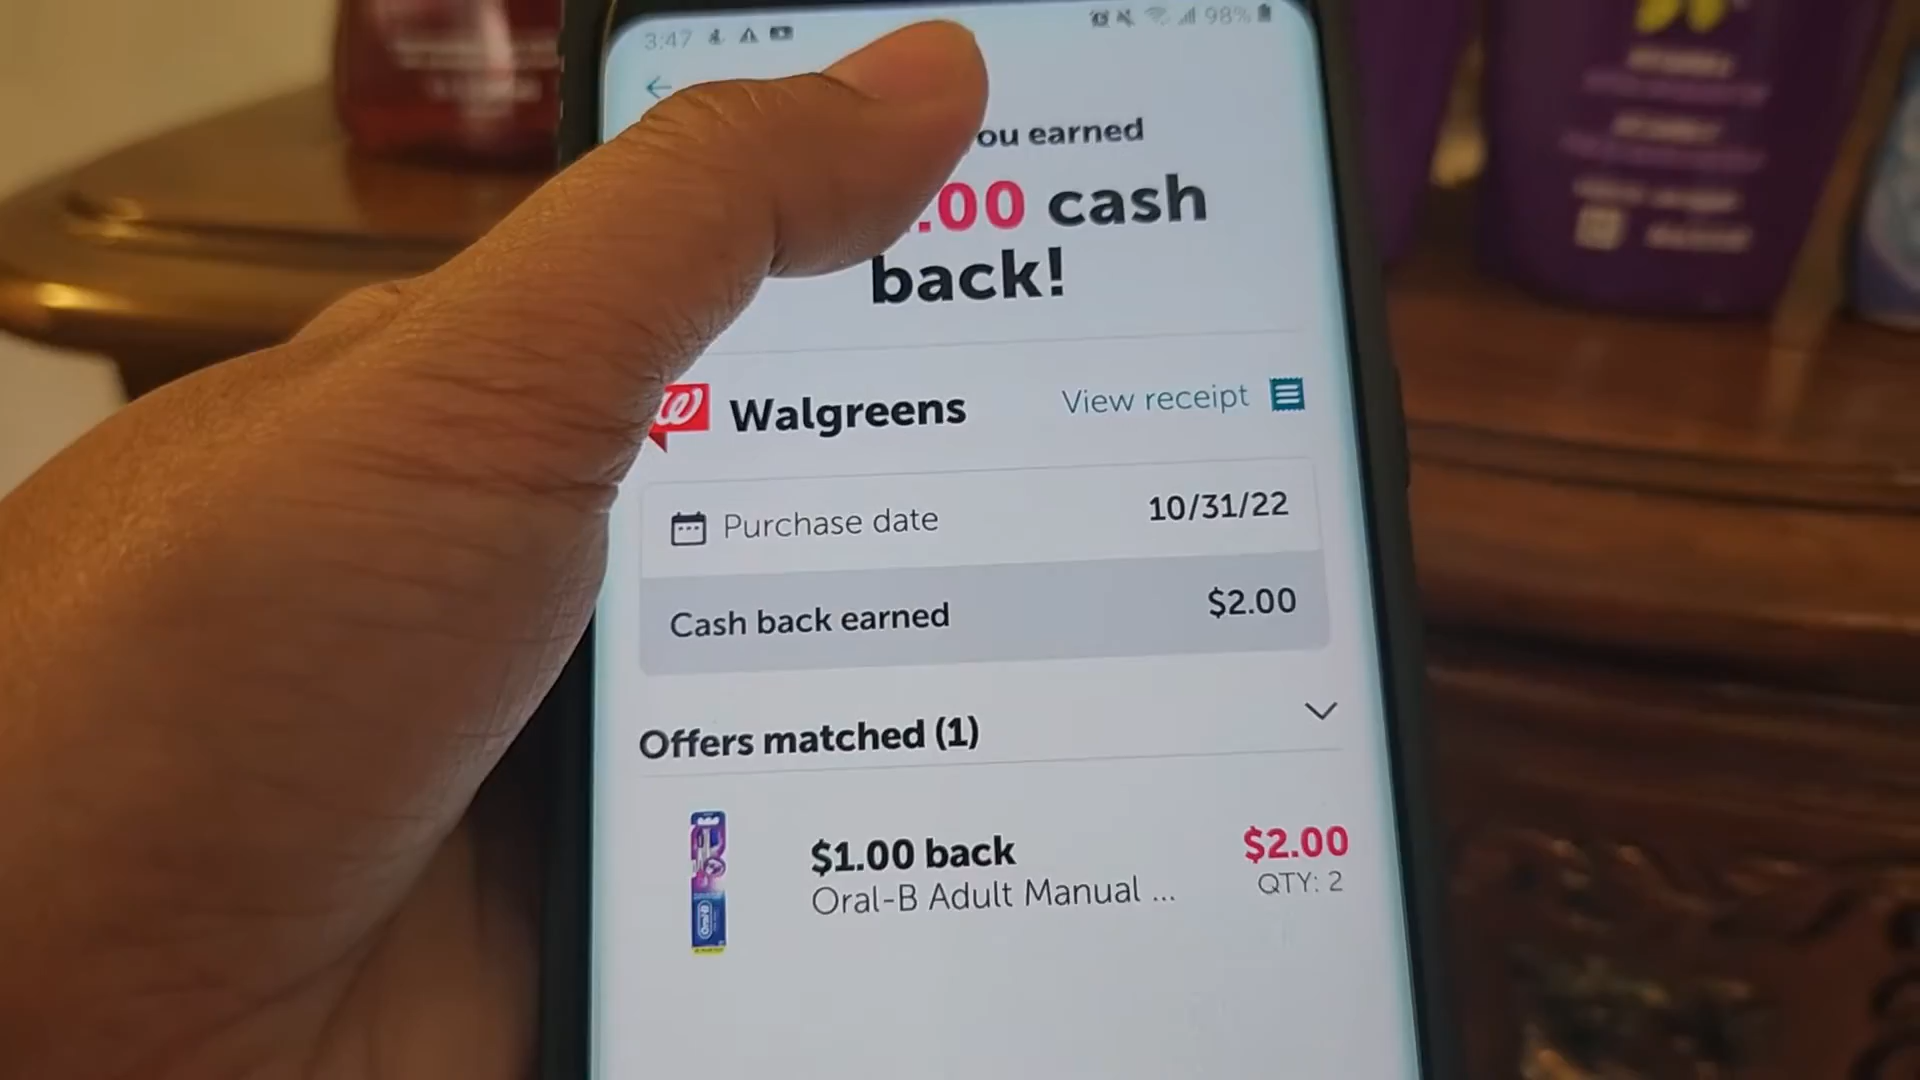 3:47 98%
ou earned
.00 cash
back!
Walgreens View receipt
Purchase date 10/31/22
Cash back earned $2.00
Offers matched (1)
$1.00 back $2.00
Oral-B Adult Manual ... QTY: 2
Oral-B